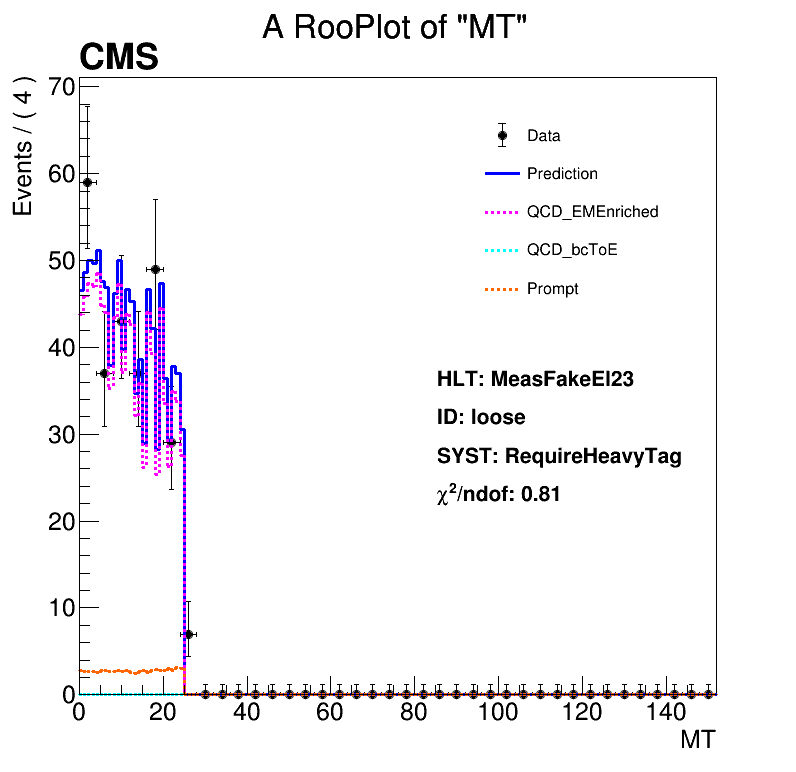 A RooPlot of "MT"
CMS
Events / ( 4 )
70
60
50
40
30
20
10
0
Data
Prediction
QCD_EMEnriched
QCD_bcToE
Prompt
HLT: MeasFakeEl23
ID: loose
SYST: RequireHeavyTag
χ²/ndof: 0.81
0 20 40 60 80 100 120 140
MT